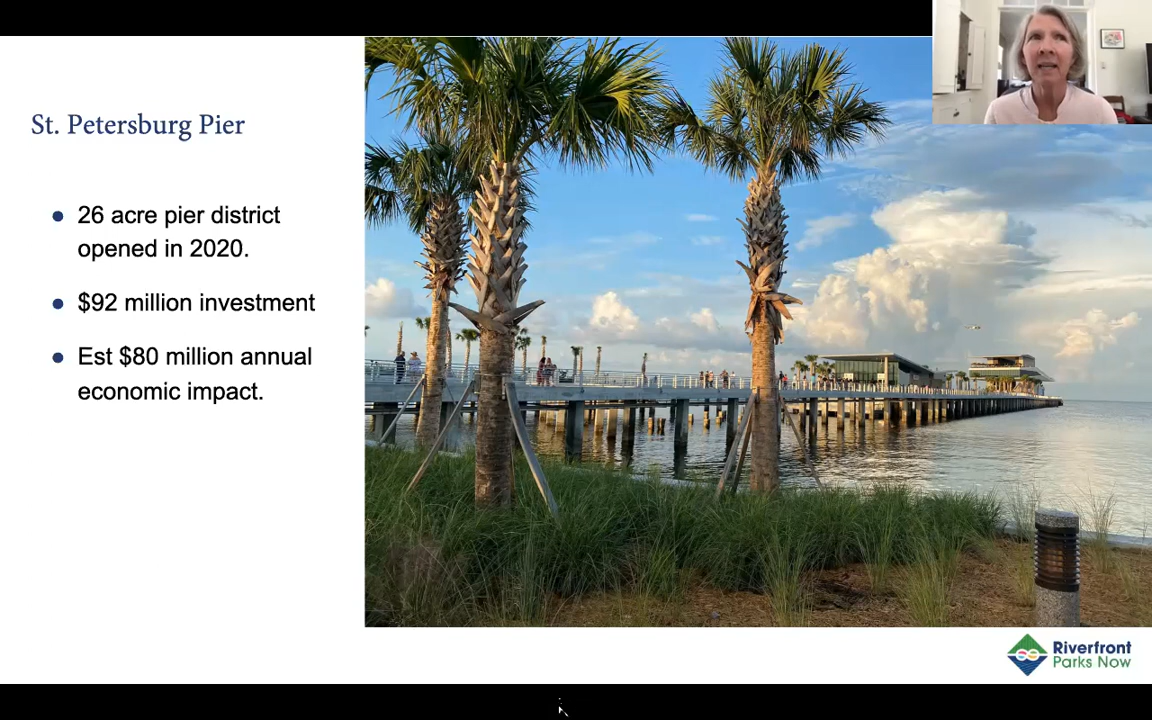 St. Petersburg Pier
● 26 acre pier district
opened in 2020.
● $92 million investment
● Est $80 million annual
economic impact.
Riverfront
Parks Now